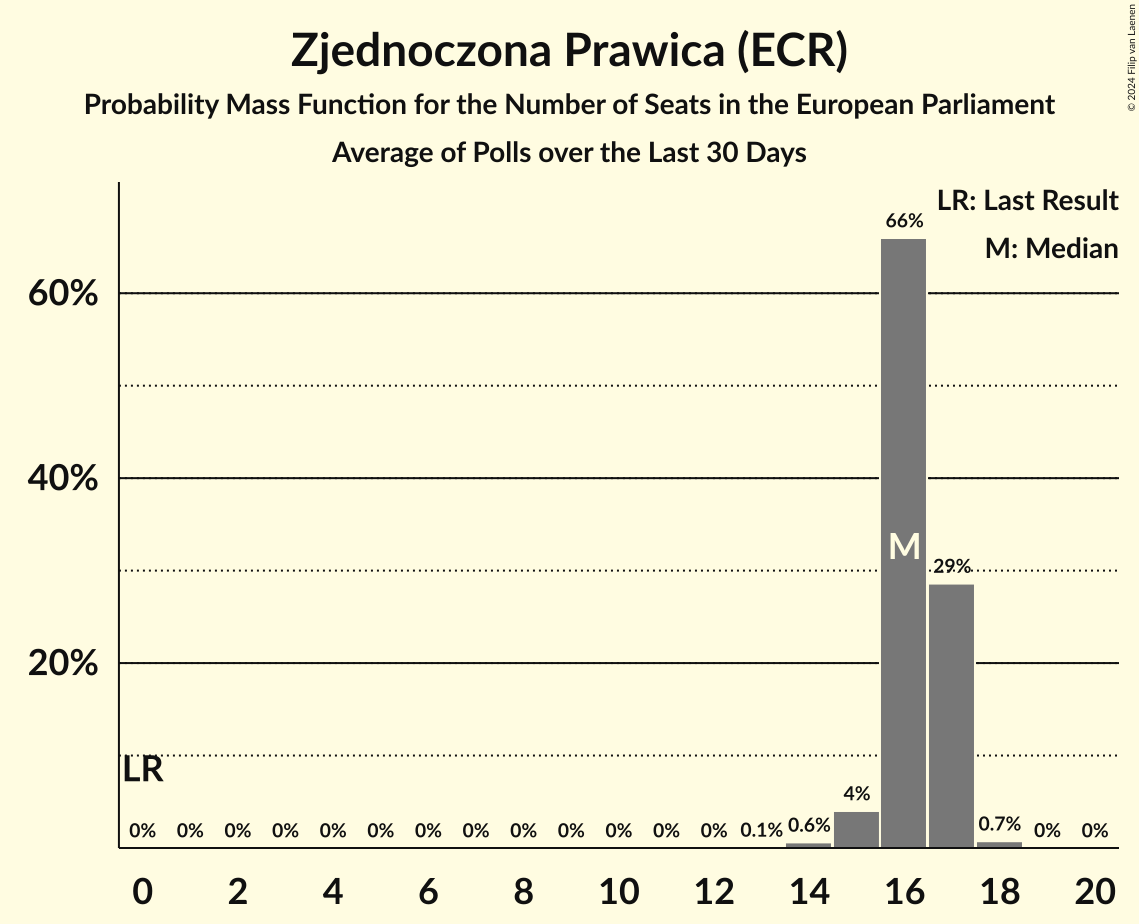 Zjednoczona Prawica (ECR)
Probability Mass Function for the Number of Seats in the European Parliament
Average of Polls over the Last 30 Days
© 2024 Filip van Laenen
LR: Last Result
M: Median
66%
60%
40%
M
29%
20%
LR
4%
0% 0% 0% 0% 0% 0% 0% 0% 0% 0% 0% 0% 0% 0.1% 0.6% 0.7% 0% 0%
0 2 4 6 8 10 12 14 16 18 20